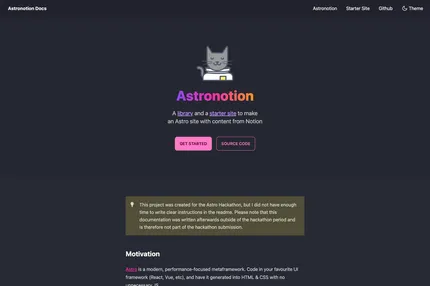 Astronotion Docs
Astronotion Starter Site Github Theme
Astronotion
A library and a starter site to make
an Astro site with content from Notion
GET STARTED SOURCE CODE
This project was created for the Astro Hackathon, but I did not have enough
time to write clear instructions in the readme. Please note that this
documentation was written afterwards outside of the hackathon period and
is therefore not part of the hackathon submission.
Motivation
Astro is a modern, performance-focused metaframework. Code in your favourite UI
framework (React, Vue, etc), and have it generated into HTML & CSS with no
unnecessary JS